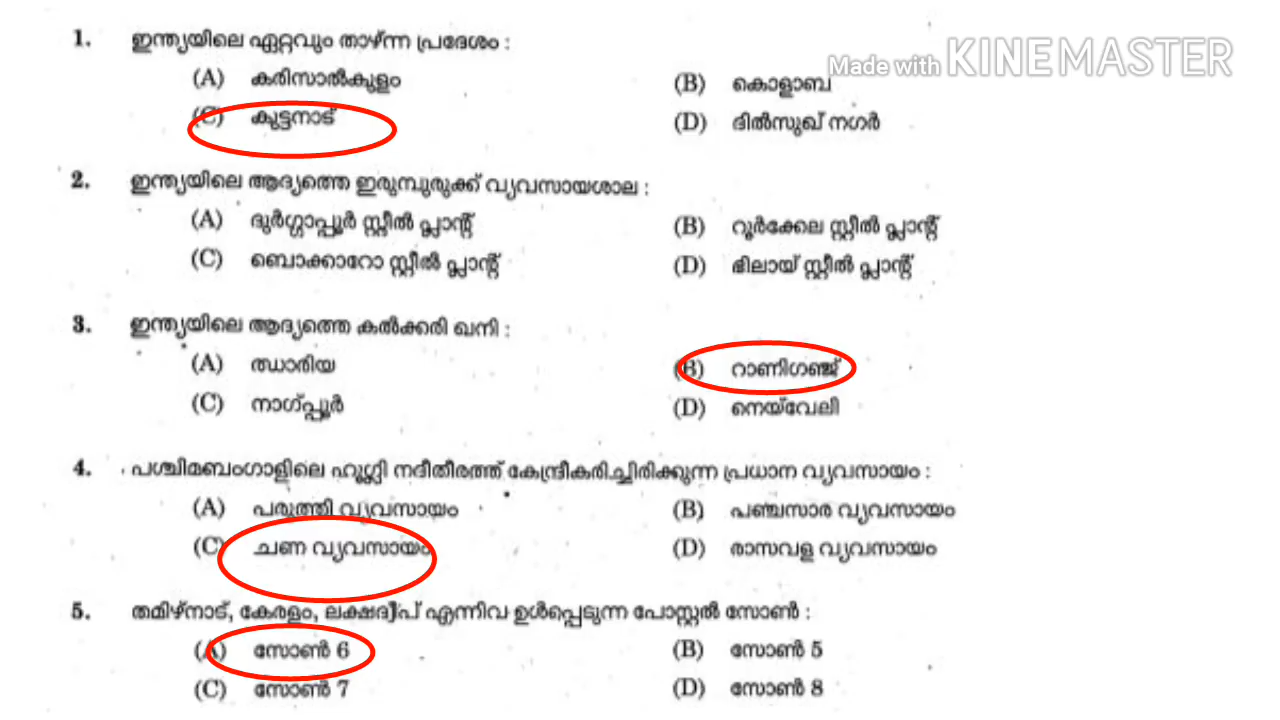 Made with KINEMASTER
1. ഇന്ത്യയിലെ ഏറ്റവും താഴ്ന്ന പ്രദേശം :
(A) കരിസാൽകുളം (B) കൊളാബ
(C) കുട്ടനാട് (D) ദിൽസുഖ് നഗർ
2. ഇന്ത്യയിലെ ആദ്യത്തെ ഇരുമ്പുരുക്ക് വ്യവസായശാല :
(A) ദുർഗ്ഗാപ്പൂർ സ്റ്റീൽ പ്ലാന്റ് (B) റൂർക്കേല സ്റ്റീൽ പ്ലാന്റ്
(C) ബൊക്കാറോ സ്റ്റീൽ പ്ലാന്റ് (D) ഭിലായ് സ്റ്റീൽ പ്ലാന്റ്
3. ഇന്ത്യയിലെ ആദ്യത്തെ കൽക്കരി ഖനി :
(A) ഝാരിയ (B) റാണിഗഞ്ജ്
(C) നാഗ്പ്പൂർ (D) നെയ്‌വേലി
4. പശ്ചിമബംഗാളിലെ ഹൂഗ്ലി നദീതീരത്ത് കേന്ദ്രീകരിച്ചിരിക്കുന്ന പ്രധാന വ്യവസായം :
(A) പരുത്തി വ്യവസായം (B) പഞ്ചസാര വ്യവസായം
(C) ചണ വ്യവസായം (D) രാസവള വ്യവസായം
5. തമിഴ്നാട്, കേരളം, ലക്ഷദ്വീപ് എന്നിവ ഉൾപ്പെടുന്ന പോസ്റ്റൽ സോൺ :
(A) സോൺ 6 (B) സോൺ 5
(C) സോൺ 7 (D) സോൺ 8